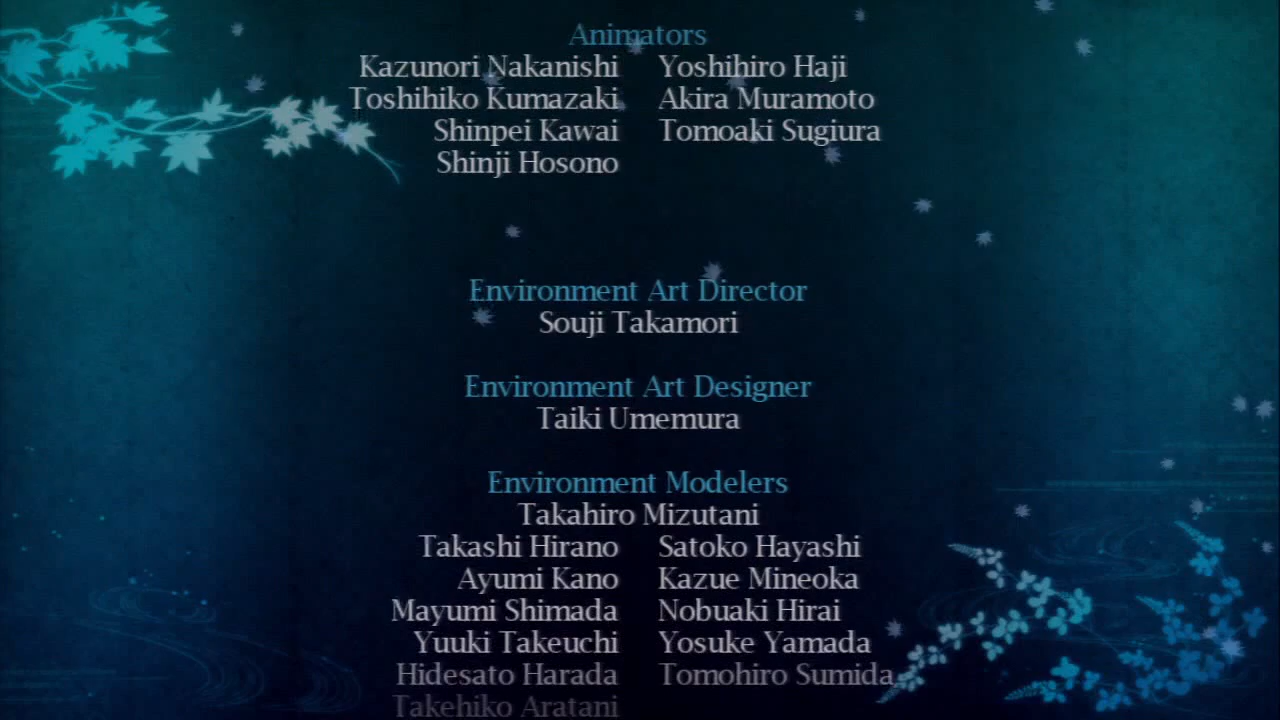 Animators
Kazunori Nakanishi Yoshihiro Haji
Toshihiko Kumazaki Akira Muramoto
Shinpei Kawai Tomoaki Sugiura
Shinji Hosono
Environment Art Director
Souji Takamori
Environment Art Designer
Taiki Umemura
Environment Modelers
Takahiro Mizutani
Takashi Hirano Satoko Hayashi
Ayumi Kano Kazue Mineoka
Mayumi Shimada Nobuaki Hirai
Yuuki Takeuchi Yosuke Yamada
Hidesato Harada Tomohiro Sumida
Takehiko Aratani